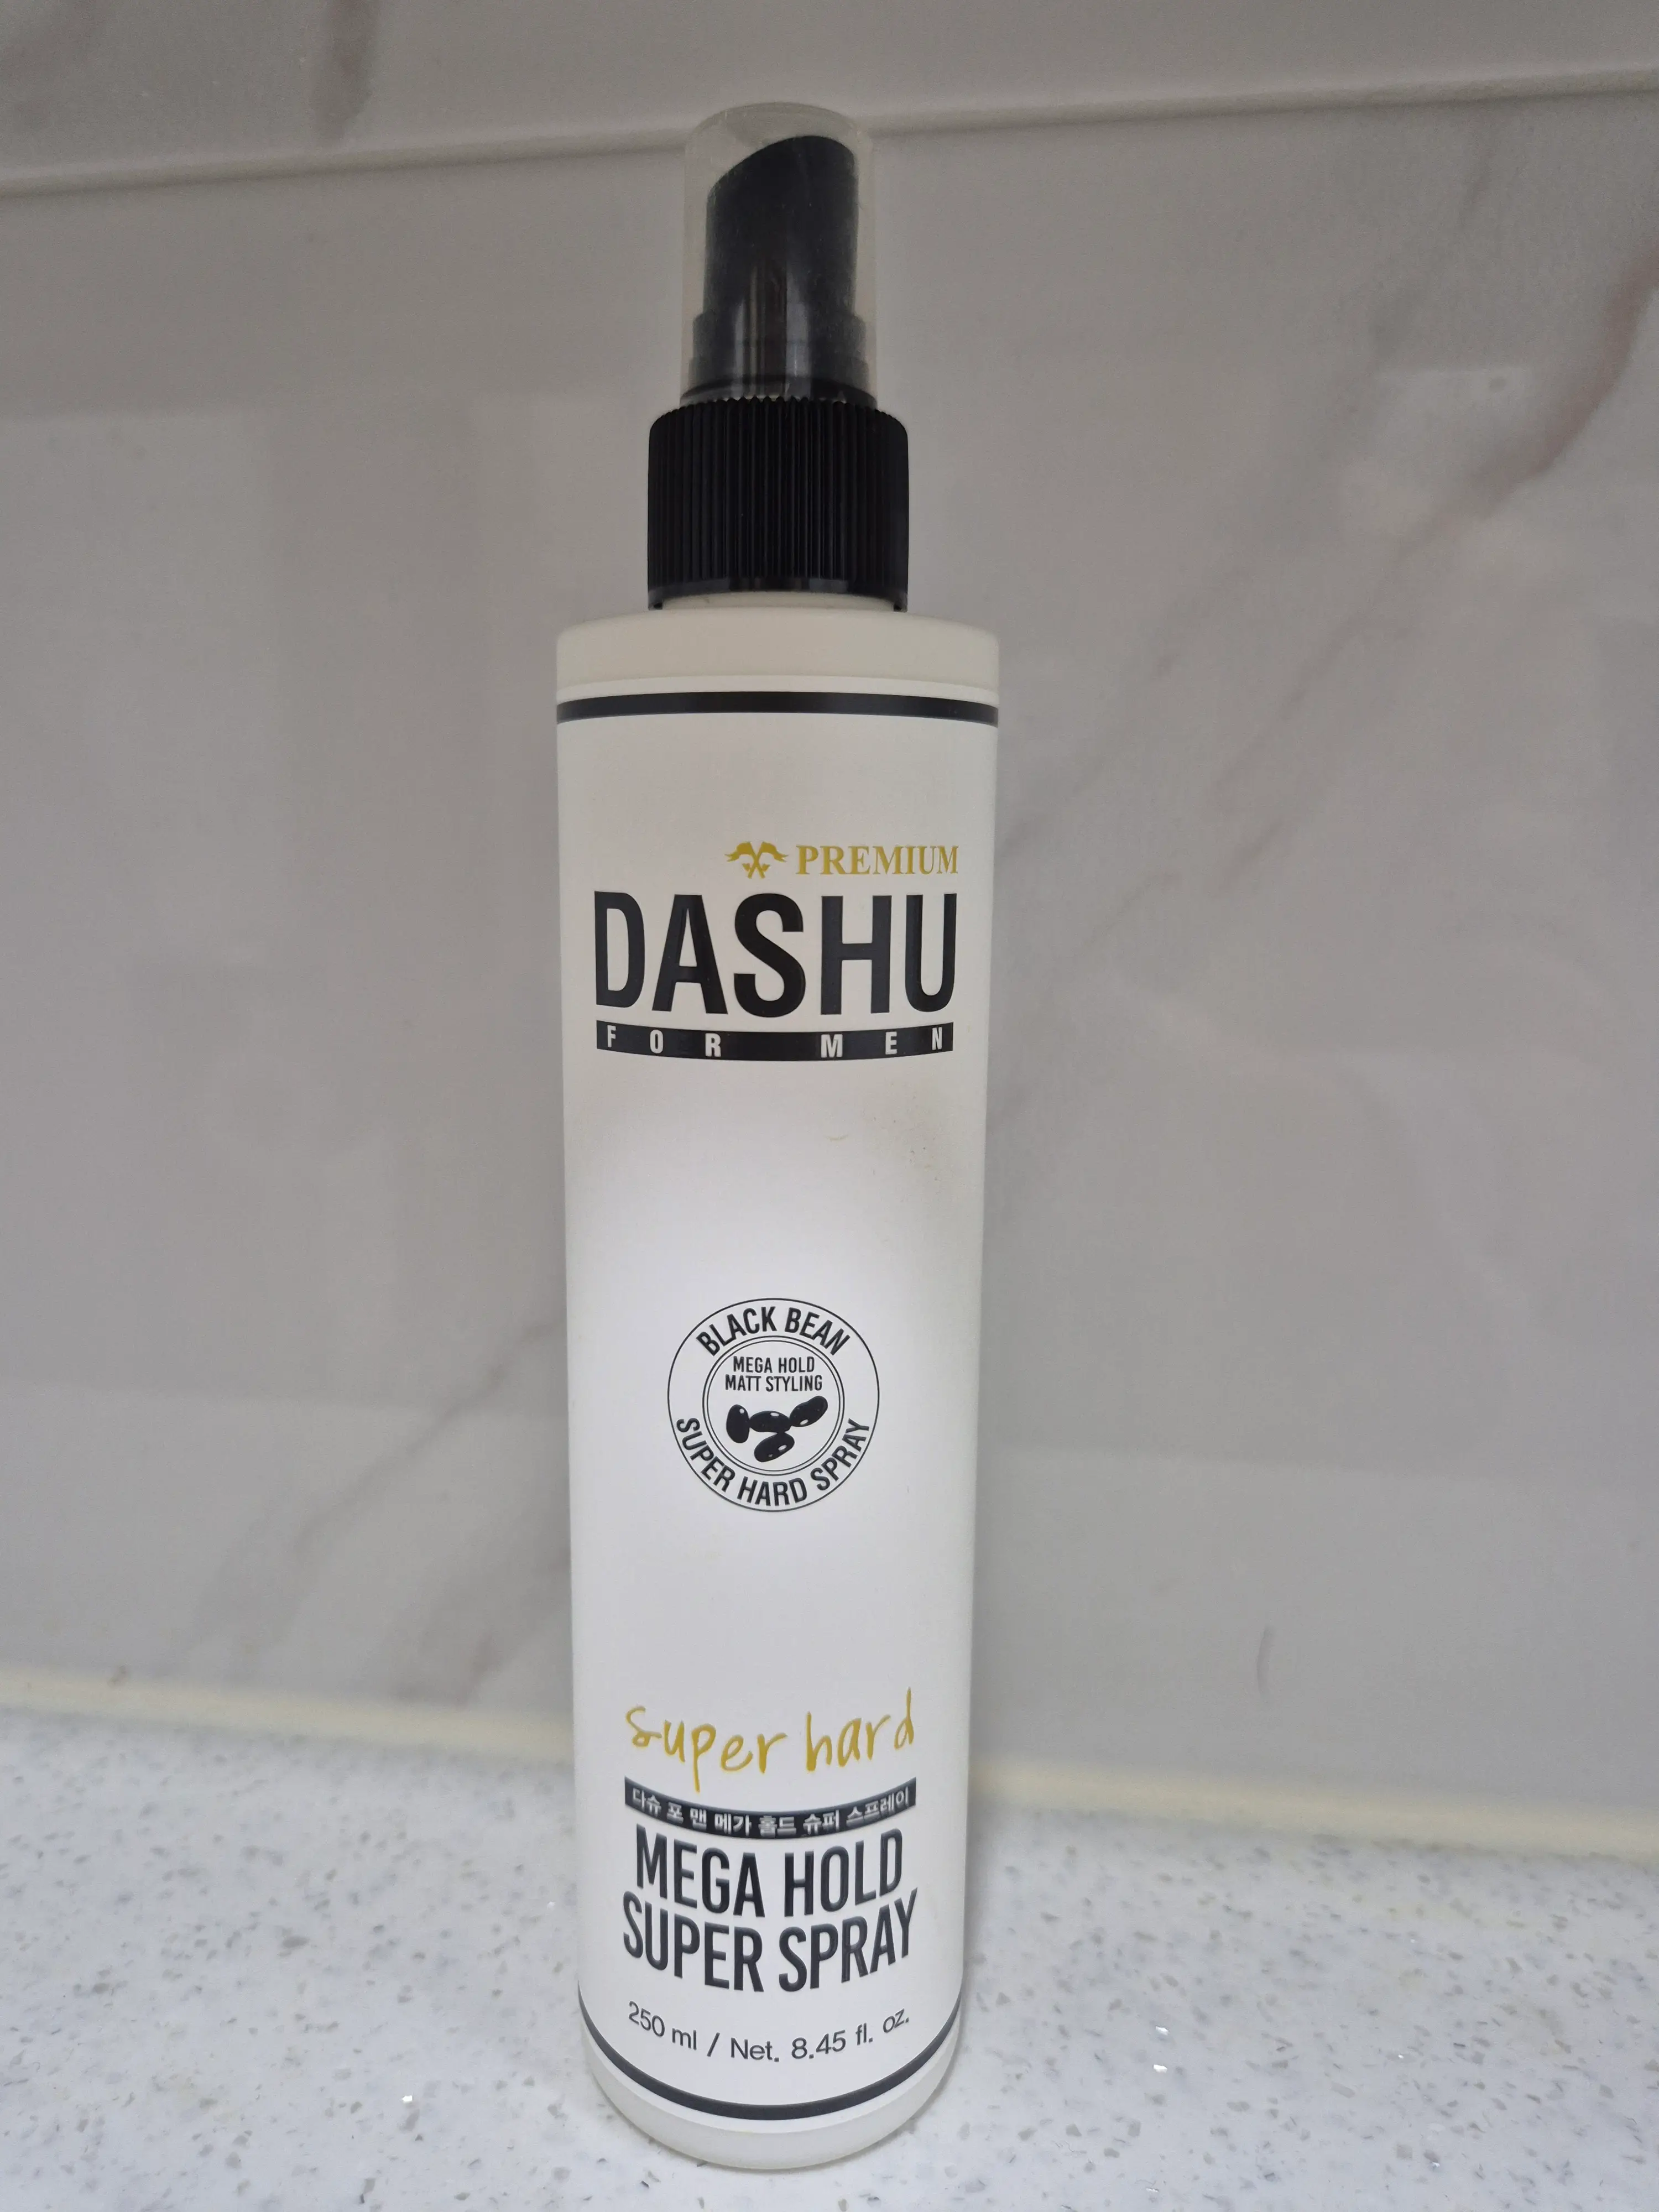 PREMIUM
DASHU
FOR MEN
BLACK BEAN
MEGA HOLD
MATT STYLING
SUPER HARD SPRAY
super hard
다슈 포 맨 메가 홀드 슈퍼 스프레이
MEGA HOLD
SUPER SPRAY
250 ml / Net. 8.45 fl. oz.